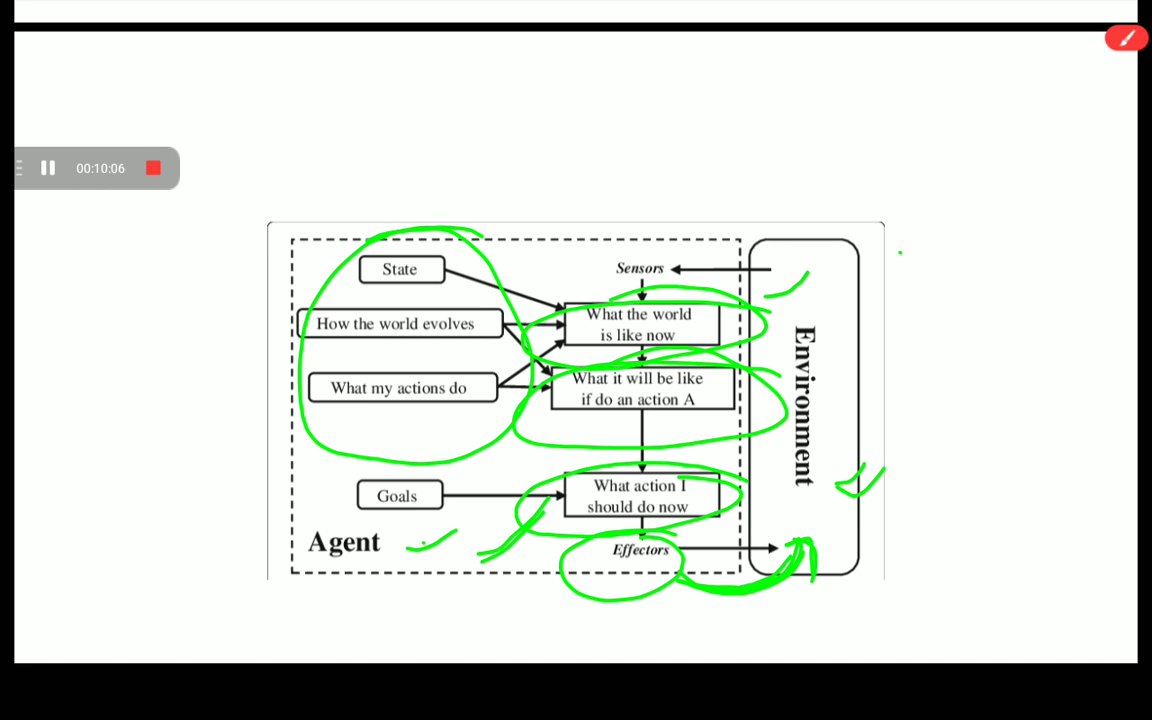 00:10:06
State
Sensors
How the world evolves
What the world
is like now
What my actions do
What it will be like
if do an action A
Environment
Goals
What action I
should do now
Agent
Effectors